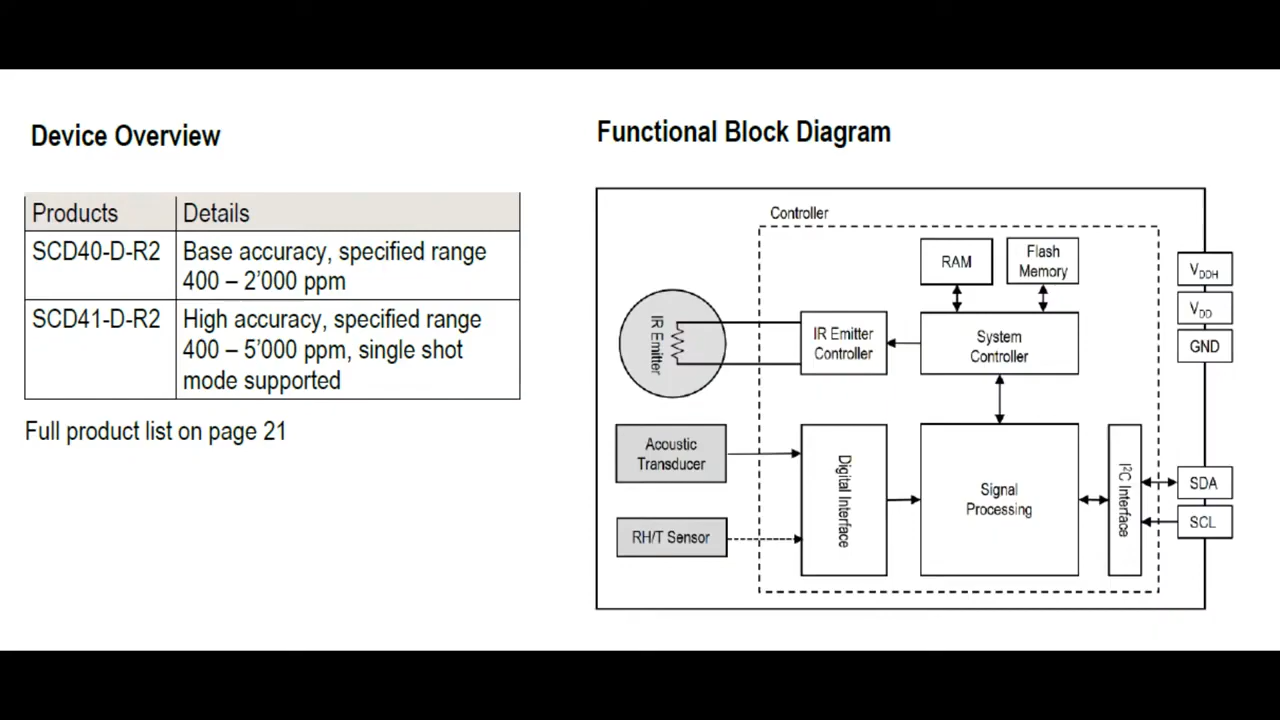 Device Overview
Products
Details
SCD40-D-R2
Base accuracy, specified range
400 – 2’000 ppm
SCD41-D-R2
High accuracy, specified range
400 – 5’000 ppm, single shot
mode supported
Full product list on page 21
Functional Block Diagram
Controller
RAM
Flash
Memory
IR Emitter
IR Emitter
Controller
System
Controller
Acoustic
Transducer
RH/T Sensor
Digital Interface
Signal
Processing
I²C Interface
VDDH
VDD
GND
SDA
SCL